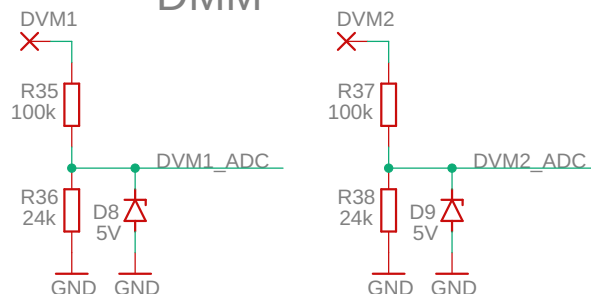 DMM
DVM1
R35
100k
DVM1_ADC
R36
24k
D8
5V
GND
GND
DVM2
R37
100k
DVM2_ADC
R38
24k
D9
5V
GND
GND